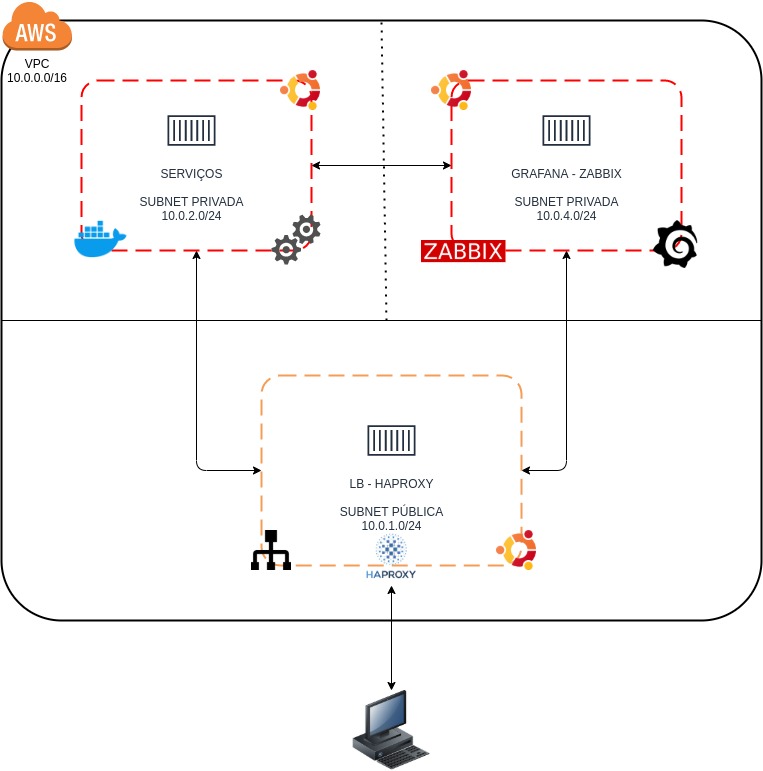 AWS
VPC
10.0.0.0/16
SERVIÇOS
SUBNET PRIVADA
10.0.2.0/24
GRAFANA - ZABBIX
SUBNET PRIVADA
10.0.4.0/24
ZABBIX
LB - HAPROXY
SUBNET PÚBLICA
10.0.1.0/24
HAPROXY